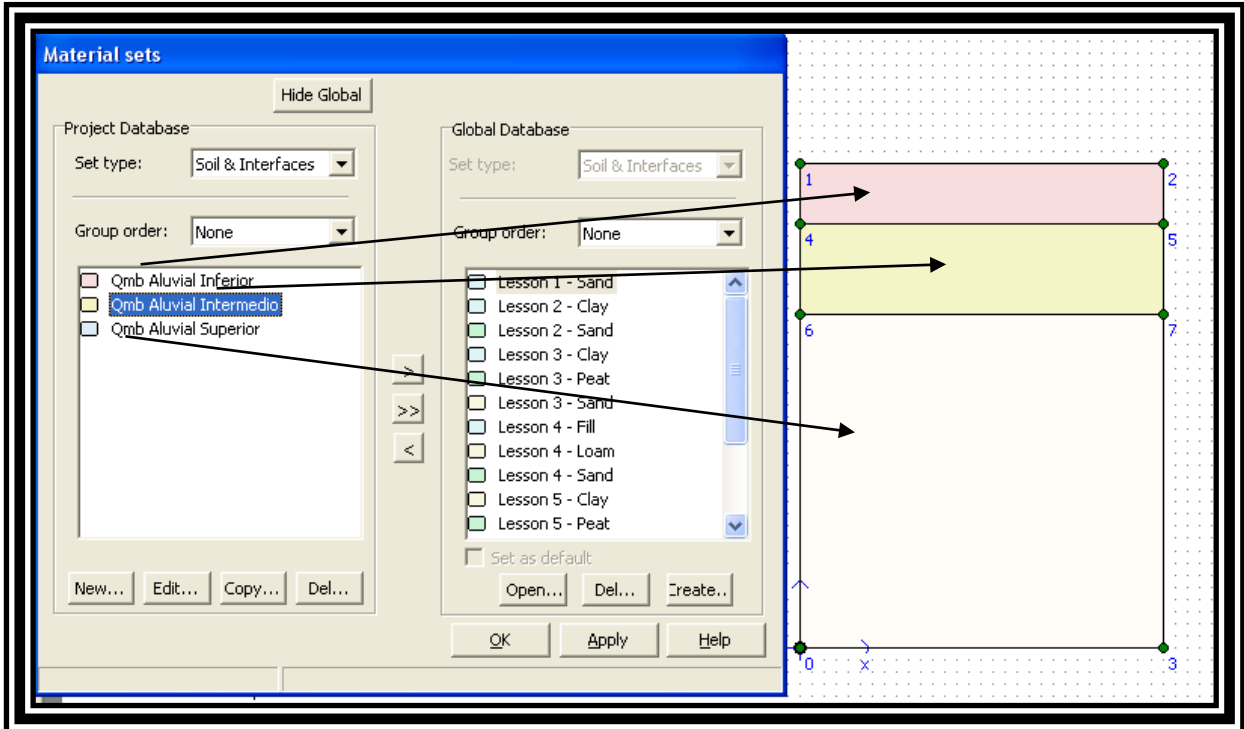 Material sets
Hide Global
Project Database
Set type: Soil & Interfaces
Group order: None
Qmb Aluvial Inferior
Qmb Aluvial Intermedio
Qmb Aluvial Superior
New... Edit... Copy... Del...
>
>>
<
Global Database
Set type: Soil & Interfaces
Group order: None
Lesson 1 - Sand
Lesson 2 - Clay
Lesson 2 - Sand
Lesson 3 - Clay
Lesson 3 - Peat
Lesson 3 - Sand
Lesson 4 - Fill
Lesson 4 - Loam
Lesson 4 - Sand
Lesson 5 - Clay
Lesson 5 - Peat
Set as default
Open... Del... Create..
OK Apply Help
1 2
4 5
6 7
0 x 3